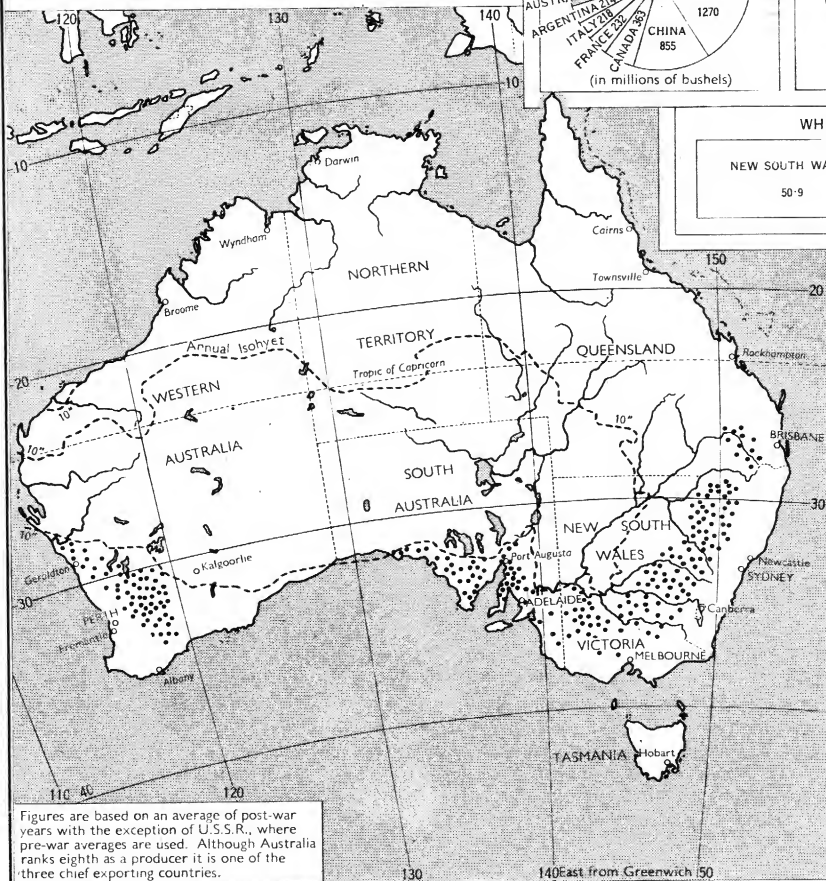 120
130
140
ARGENTINA 214
ITALY 218
FRANCE 232
CANADA 363
CHINA
855
1270
(in millions of bushels)
10
WH
NEW SOUTH WA
50·9
10
Darwin
Wyndham
Cairns
150
NORTHERN
Townsville
20
Broome
Annual Isohyet
TERRITORY
QUEENSLAND
Rockhampton
Tropic of Capricorn
20
WESTERN
10"
10"
10"
BRISBANE
AUSTRALIA
SOUTH
AUSTRALIA
30
NEW SOUTH
WALES
10"
Port Augusta
Newcastle
SYDNEY
Geraldton
Kalgoorlie
30
ADELAIDE
Canberra
PERTH
Fremantle
VICTORIA
MELBOURNE
Albany
TASMANIA
Hobart
110
40
120
Figures are based on an average of post-war
years with the exception of U.S.S.R., where
pre-war averages are used. Although Australia
ranks eighth as a producer it is one of the
three chief exporting countries.
130
140 East from Greenwich 150